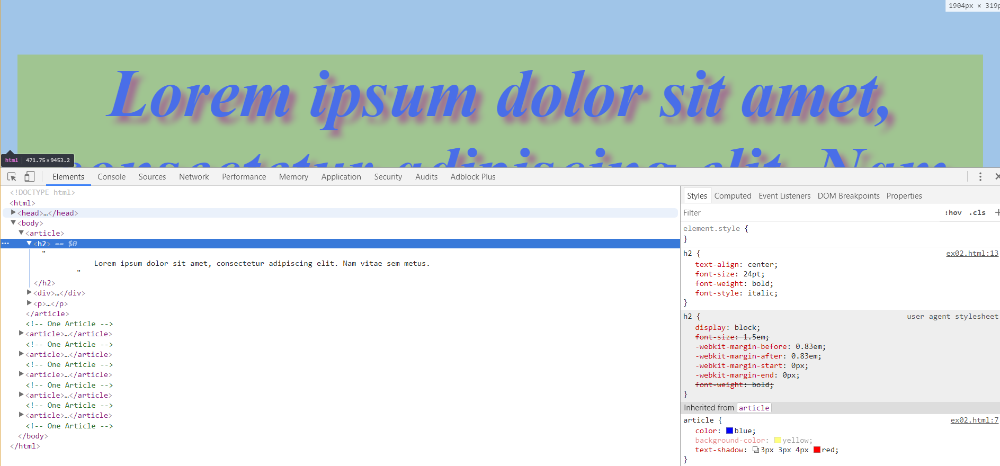 1904px × 319p
Lorem ipsum dolor sit amet,
consectetur adipiscing elit. Nam
html 471.75×9453.2
Elements Console Sources Network Performance Memory Application Security Audits Adblock Plus
<!DOCTYPE html>
<html>
<head>…</head>
<body>
<article>
<h2> == $0
"
Lorem ipsum dolor sit amet, consectetur adipiscing elit. Nam vitae sem metus.
"
</h2>
<div>…</div>
<p>…</p>
</article>
<!-- One Article -->
<article>…</article>
<!-- One Article -->
<article>…</article>
<!-- One Article -->
<article>…</article>
<!-- One Article -->
<article>…</article>
<!-- One Article -->
<article>…</article>
<!-- One Article -->
</body>
</html>
Styles Computed Event Listeners DOM Breakpoints Properties
Filter :hov .cls +
element.style {
}
h2 { ex02.html:13
text-align: center;
font-size: 24pt;
font-weight: bold;
font-style: italic;
}
h2 { user agent stylesheet
display: block;
font-size: 1.5em;
-webkit-margin-before: 0.83em;
-webkit-margin-after: 0.83em;
-webkit-margin-start: 0px;
-webkit-margin-end: 0px;
font-weight: bold;
}
Inherited from article
article { ex02.html:7
color: blue;
background-color: yellow;
text-shadow: 3px 3px 4px red;
}